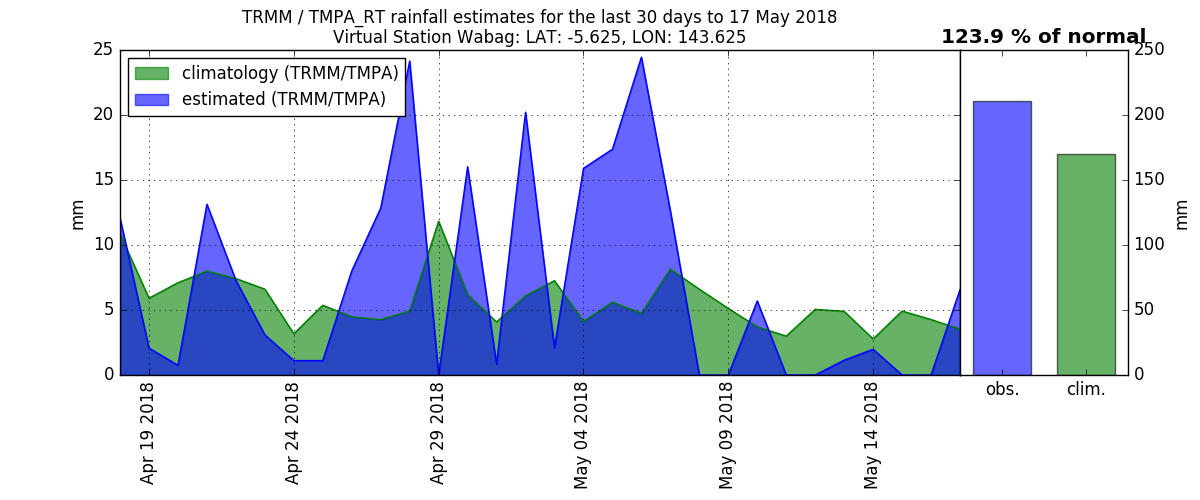 TRMM / TMPA_RT rainfall estimates for the last 30 days to 17 May 2018
Virtual Station Wabag: LAT: -5.625, LON: 143.625
123.9 % of normal
climatology (TRMM/TMPA)
estimated (TRMM/TMPA)
25
20
15
10
5
0
mm
250
200
150
100
50
0
mm
Apr 19 2018
Apr 24 2018
Apr 29 2018
May 04 2018
May 09 2018
May 14 2018
obs.
clim.